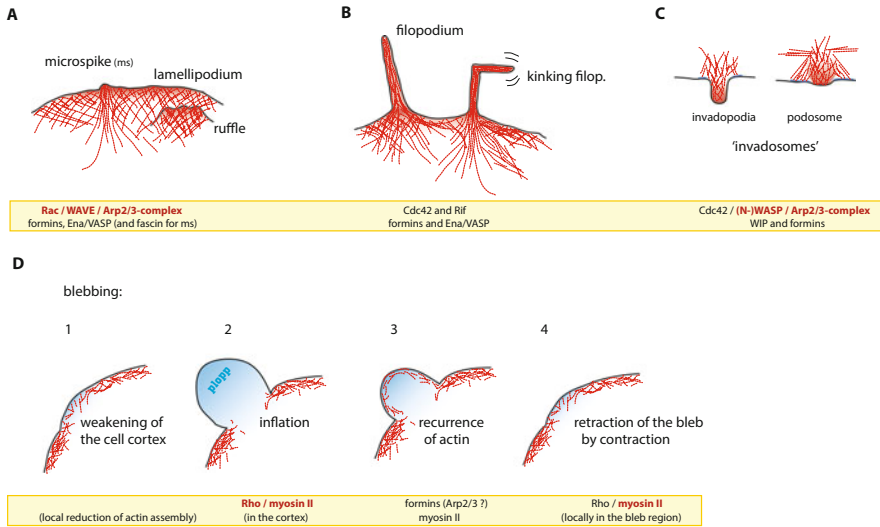 A
microspike (ms)
lamellipodium
ruffle
B
filopodium
kinking filop.
C
invadopodia
podosome
'invadosomes'
Rac / WAVE / Arp2/3-complex
formins, Ena/VASP (and fascin for ms)
Cdc42 and Rif
formins and Ena/VASP
Cdc42 / (N-)WASP / Arp2/3-complex
WIP and formins
D
blebbing:
1
2
3
4
plopp
weakening of
the cell cortex
inflation
recurrence
of actin
retraction of the bleb
by contraction
(local reduction of actin assembly)
Rho / myosin II
(in the cortex)
formins (Arp2/3 ?)
myosin II
Rho / myosin II
(locally in the bleb region)